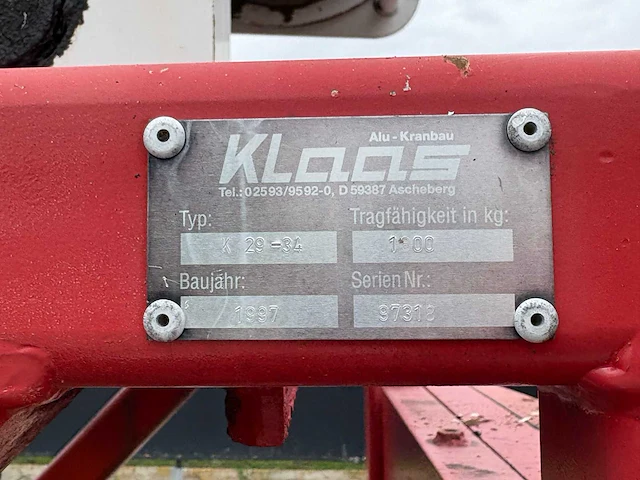 Alu - Kranbau
KLaas
Tel.: 02593/9592-0, D 59387 Ascheberg
Typ:
Tragfähigkeit in kg:
K 29-34
Baujahr:
Serien Nr.:
1997
97313